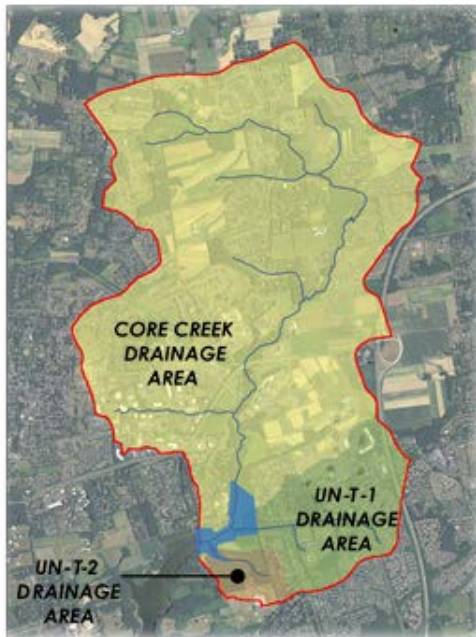 CORE CREEK
DRAINAGE
AREA
UN-T-1
DRAINAGE
AREA
UN-T-2
DRAINAGE
AREA